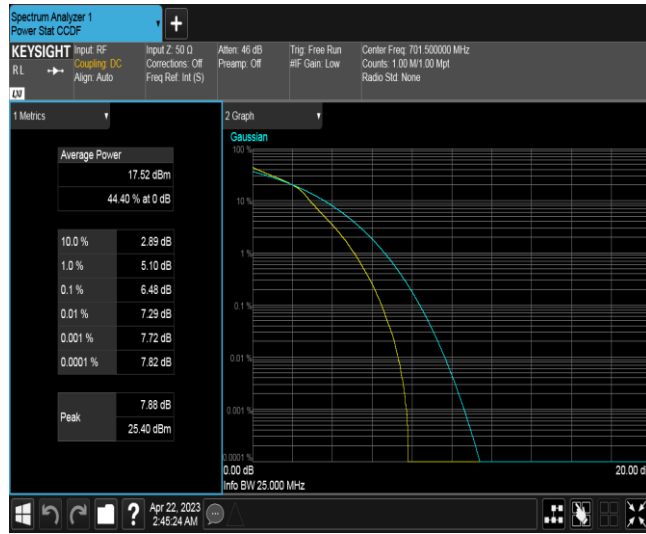 Spectrum Analyzer 1
Power Stat CCDF
+
KEYSIGHT
RL
LXI
Input: RF
Coupling: DC
Align: Auto
Input Z: 50 Ω
Corrections: Off
Freq Ref: Int (S)
Atten: 46 dB
Preamp: Off
Trig: Free Run
#IF Gain: Low
Center Freq: 701.500000 MHz
Counts: 1.00 M/1.00 Mpt
Radio Std: None
1 Metrics
Average Power
17.52 dBm
44.40 % at 0 dB
10.0 % 2.89 dB
1.0 % 5.10 dB
0.1 % 6.48 dB
0.01 % 7.29 dB
0.001 % 7.72 dB
0.0001 % 7.82 dB
Peak
7.88 dB
25.40 dBm
2 Graph
Gaussian
100 %
10 %
1 %
0.1 %
0.01 %
0.001 %
0.0001 %
0.00 dB
20.00 d
Info BW 25.000 MHz
?
Apr 22, 2023
2:45:24 AM